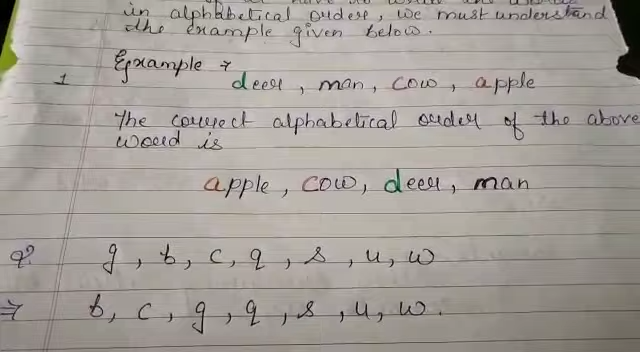 in alphabetical order, we must understand
the example given below.
Example →
1 deer, man, cow, apple
The correct alphabetical order of the above
word is
apple, cow, deer, man
Q. g, b, c, q, s, u, w
⇒ b, c, g, q, s, u, w.